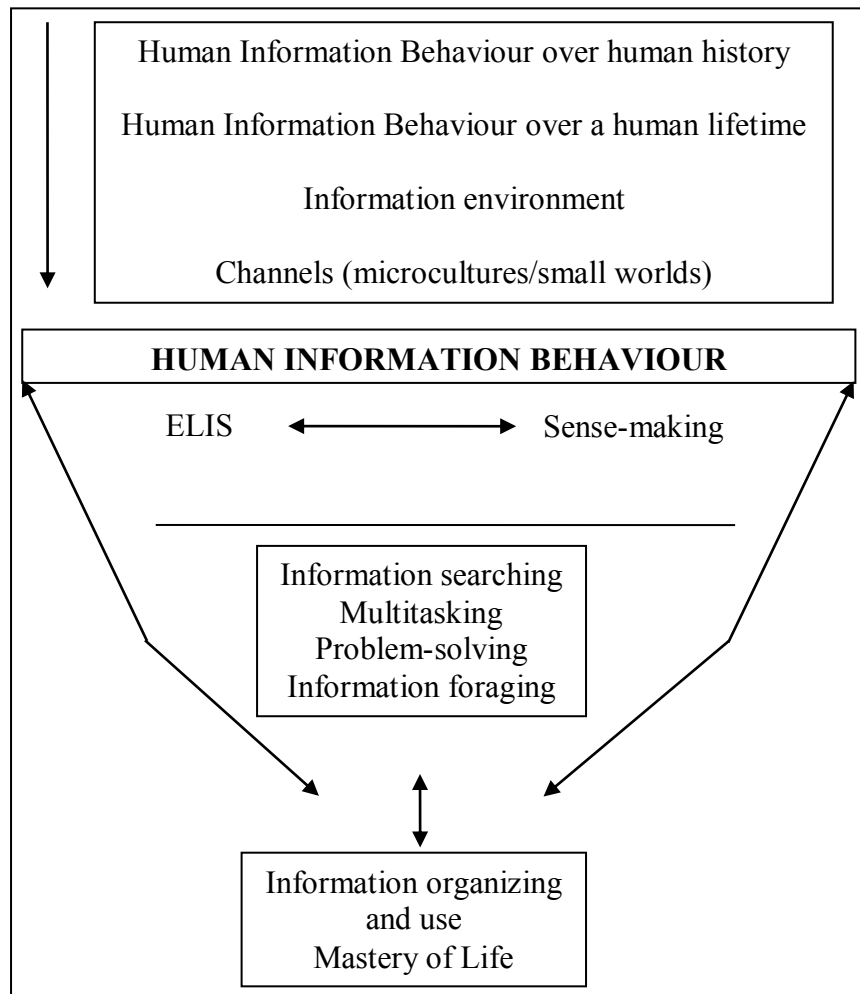 Human Information Behaviour over human history
Human Information Behaviour over a human lifetime
Information environment
Channels (microcultures/small worlds)
HUMAN INFORMATION BEHAVIOUR
ELIS Sense-making
Information searching
Multitasking
Problem-solving
Information foraging
Information organizing
and use
Mastery of Life